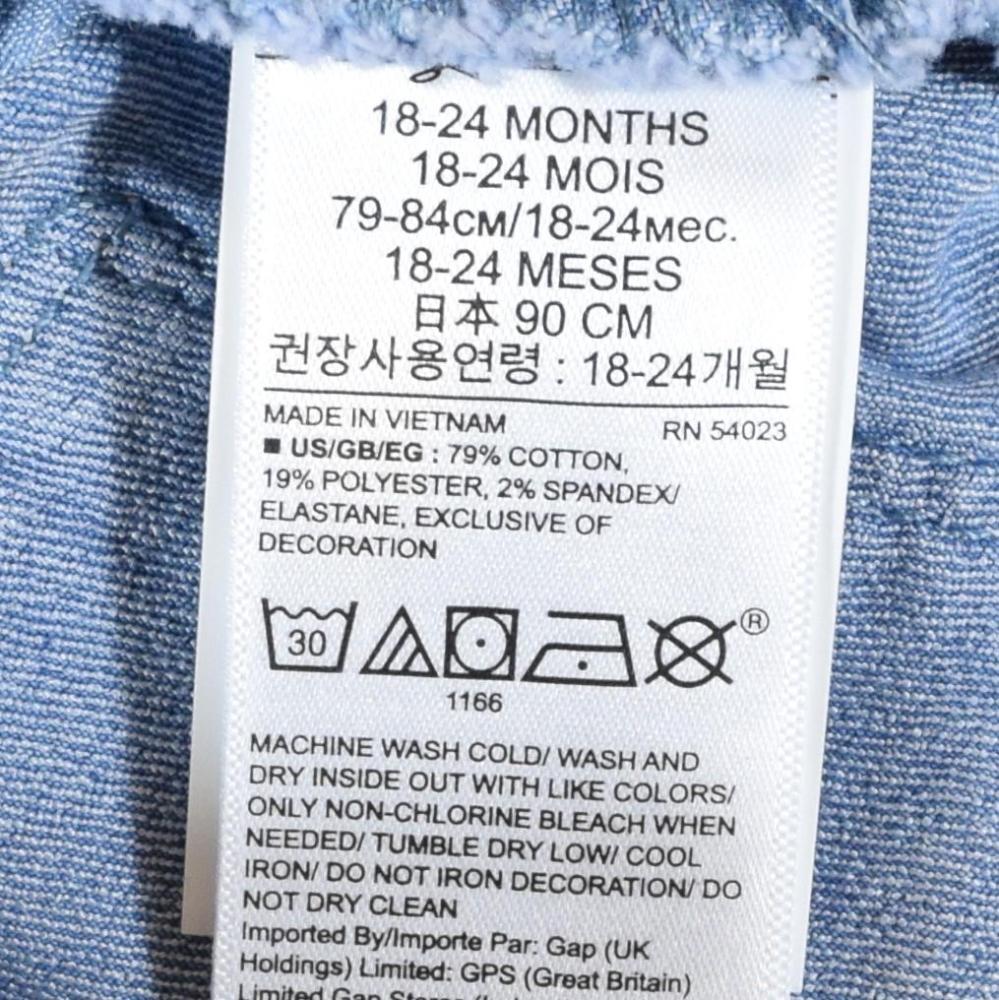 18-24 MONTHS
18-24 MOIS
79-84см/18-24мес.
18-24 MESES
日本 90 CM
권장사용연령 : 18-24개월
MADE IN VIETNAM
RN 54023
■ US/GB/EG : 79% COTTON,
19% POLYESTER, 2% SPANDEX/
ELASTANE, EXCLUSIVE OF
DECORATION
30
®
1166
MACHINE WASH COLD/ WASH AND
DRY INSIDE OUT WITH LIKE COLORS/
ONLY NON-CHLORINE BLEACH WHEN
NEEDED/ TUMBLE DRY LOW/ COOL
IRON/ DO NOT IRON DECORATION/ DO
NOT DRY CLEAN
Imported By/Importe Par: Gap (UK
Holdings) Limited: GPS (Great Britain)
Limited Gap